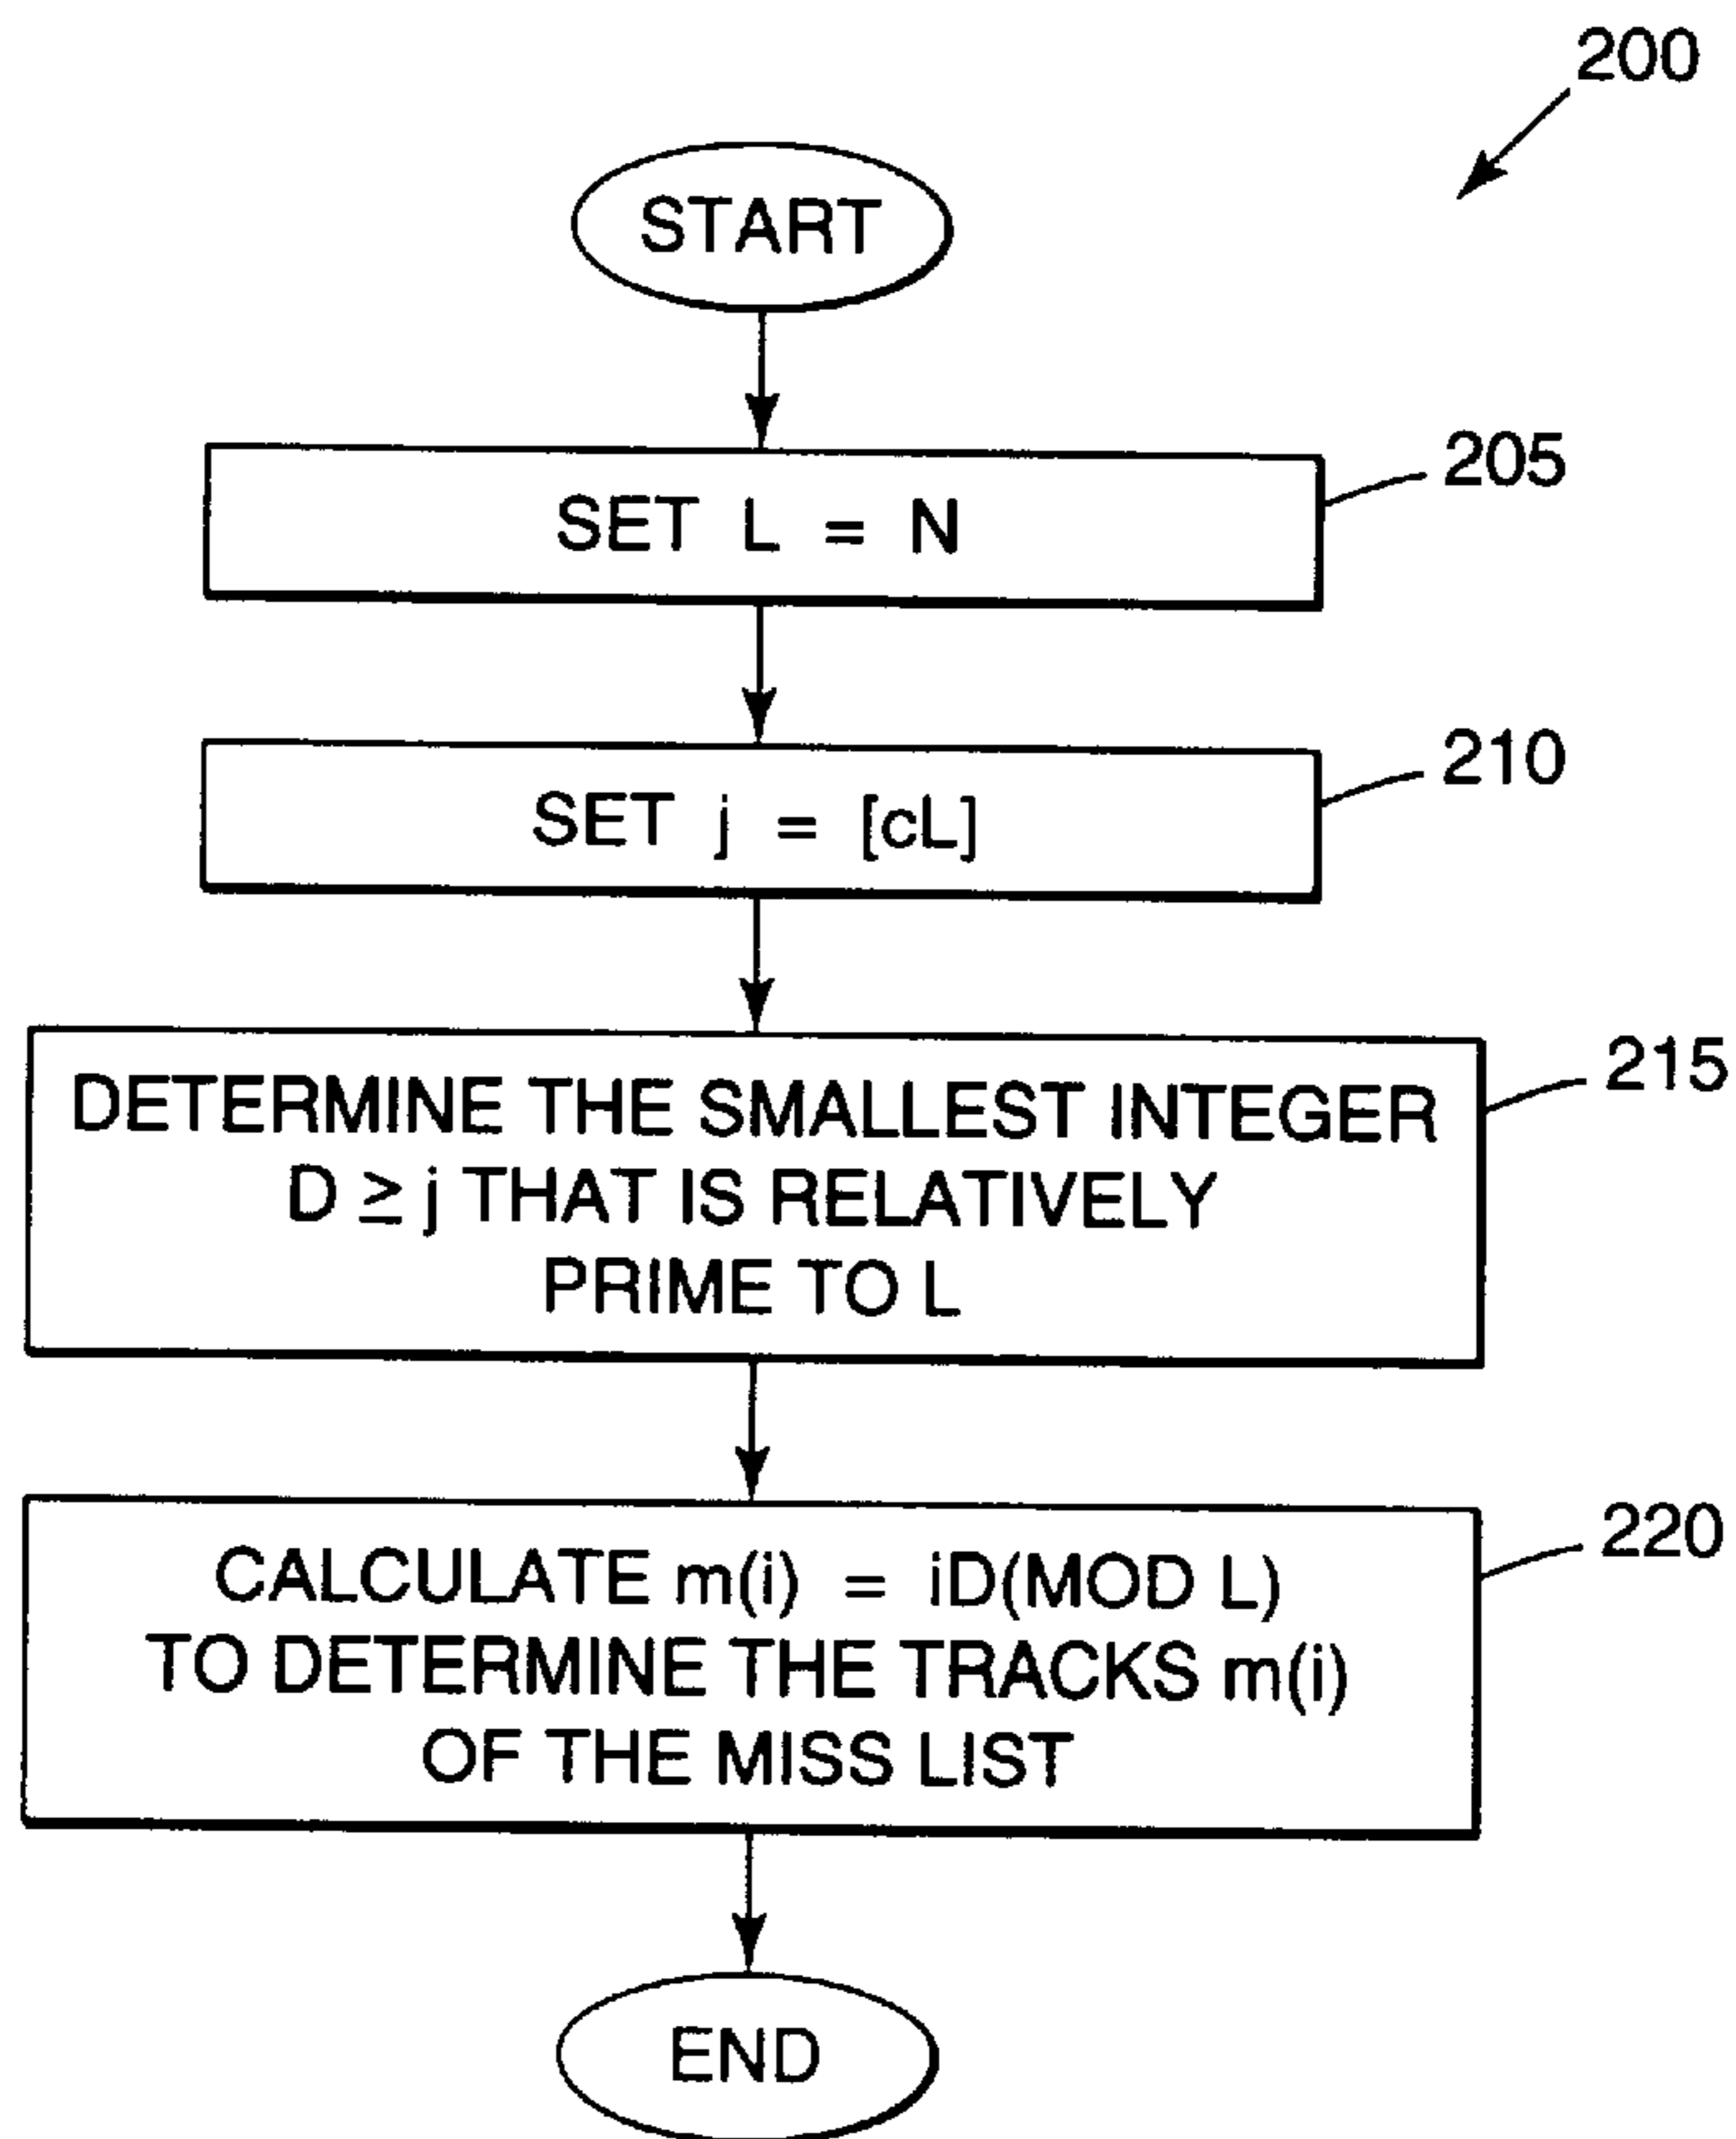 200
START
205
SET L = N
210
SET j = [cL]
215
DETERMINE THE SMALLEST INTEGER
D ≥ j THAT IS RELATIVELY
PRIME TO L
220
CALCULATE m(i) = iD(MOD L)
TO DETERMINE THE TRACKS m(i)
OF THE MISS LIST
END